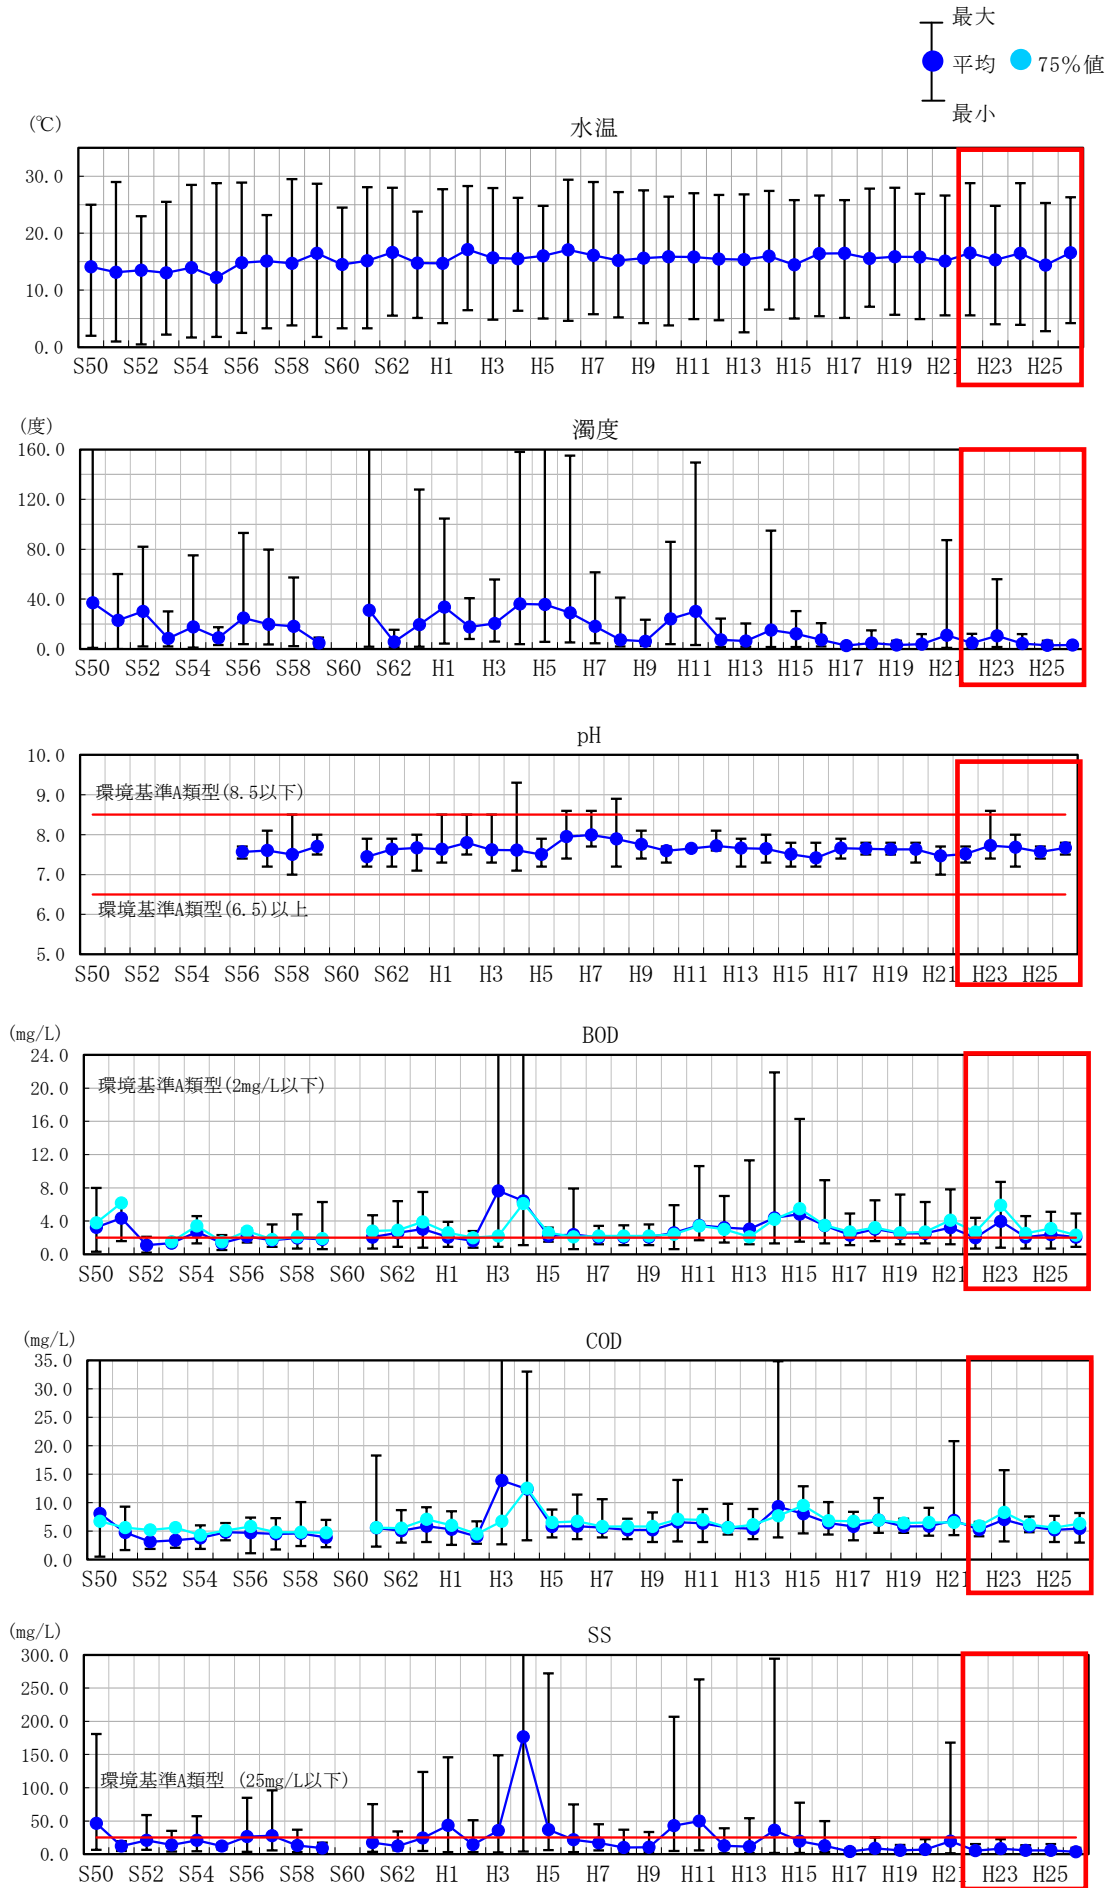 最大
平均 75%値
最小
(℃)
水温
30.0
20.0
10.0
0.0
S50 S52 S54 S56 S58 S60 S62 H1 H3 H5 H7 H9 H11 H13 H15 H17 H19 H21 H23 H25
(度)
濁度
160.0
120.0
80.0
40.0
0.0
S50 S52 S54 S56 S58 S60 S62 H1 H3 H5 H7 H9 H11 H13 H15 H17 H19 H21 H23 H25
pH
10.0
9.0
環境基準A類型(8.5以下)
8.0
7.0
環境基準A類型(6.5)以上
6.0
5.0
S50 S52 S54 S56 S58 S60 S62 H1 H3 H5 H7 H9 H11 H13 H15 H17 H19 H21 H23 H25
(mg/L)
BOD
24.0
環境基準A類型(2mg/L以下)
20.0
16.0
12.0
8.0
4.0
0.0
S50 S52 S54 S56 S58 S60 S62 H1 H3 H5 H7 H9 H11 H13 H15 H17 H19 H21 H23 H25
(mg/L)
COD
35.0
30.0
25.0
20.0
15.0
10.0
5.0
0.0
S50 S52 S54 S56 S58 S60 S62 H1 H3 H5 H7 H9 H11 H13 H15 H17 H19 H21 H23 H25
(mg/L)
SS
300.0
250.0
200.0
150.0
環境基準A類型 (25mg/L以下)
100.0
50.0
0.0
S50 S52 S54 S56 S58 S60 S62 H1 H3 H5 H7 H9 H11 H13 H15 H17 H19 H21 H23 H25